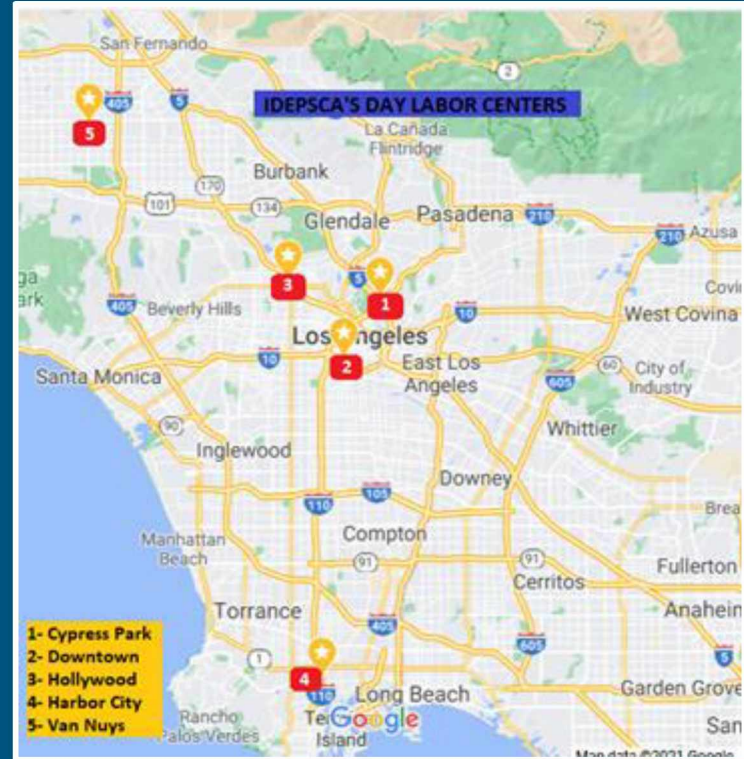 San Fernando
2
405
5
IDEPSCA'S DAY LABOR CENTERS
5
La Cañada
Flintridge
Burbank
170
101
134
Glendale
Pasadena
210
210
Azusa
3
5
1
405
Beverly Hills
10
West Covina
Los Angeles
10
2
East Los
Angeles
60
City of
Industry
Santa Monica
605
90
Whittier
Inglewood
Downey
110
105
Manhattan
Beach
Compton
91
91
Cerritos
Fullerton
Torrance
405
605
1
5
1- Cypress Park
2- Downtown
3- Hollywood
4- Harbor City
5- Van Nuys
4
110
Long Beach
Garden Grove
Rancho
Palos Verdes
Google
Island
Map data ©2021 Google